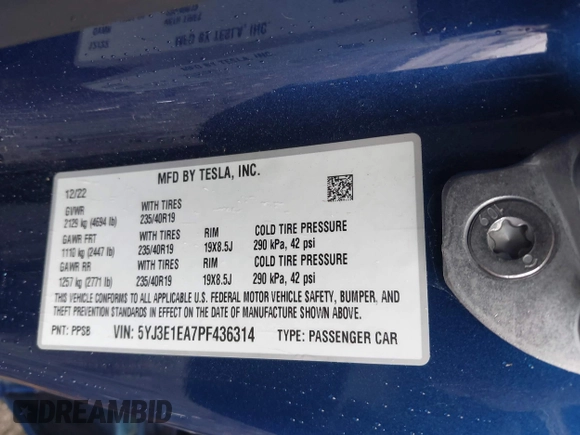 MFD BY TESLA, INC.
12/22
GVWR WITH TIRES
2129 kg (4694 lb) 235/40R19
GAWR FRT WITH TIRES RIM COLD TIRE PRESSURE
1110 kg (2447 lb) 235/40R19 19X8.5J 290 kPa, 42 psi
GAWR RR WITH TIRES RIM COLD TIRE PRESSURE
1257 kg (2771 lb) 235/40R19 19X8.5J 290 kPa, 42 psi
THIS VEHICLE CONFORMS TO ALL APPLICABLE U.S. FEDERAL MOTOR VEHICLE SAFETY, BUMPER, AND
THEFT PREVENTION STANDARDS IN EFFECT ON THE DATE OF MANUFACTURE SHOWN ABOVE.
PNT: PPSB VIN: 5YJ3E1EA7PF436314 TYPE: PASSENGER CAR
DREAMBID